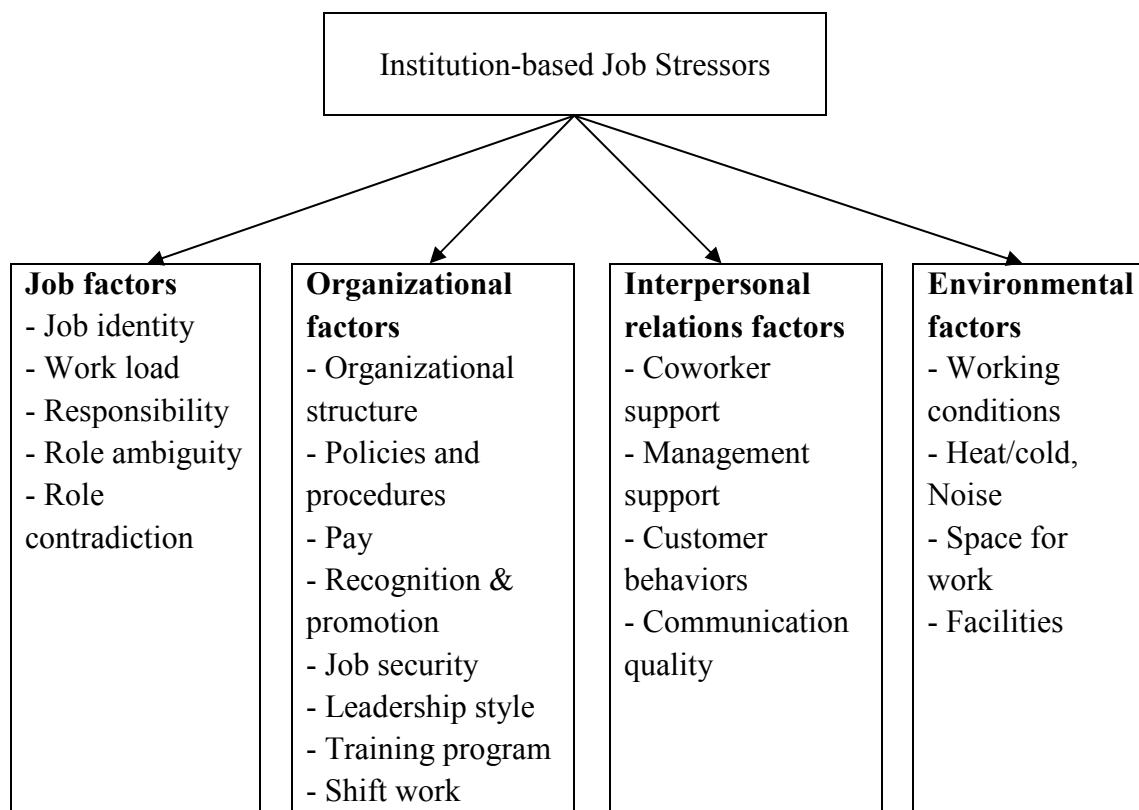 Institution-based Job Stressors
Job factors
- Job identity
- Work load
- Responsibility
- Role ambiguity
- Role
contradiction
Organizational
factors
- Organizational
structure
- Policies and
procedures
- Pay
- Recognition &
promotion
- Job security
- Leadership style
- Training program
- Shift work
Interpersonal
relations factors
- Coworker
support
- Management
support
- Customer
behaviors
- Communication
quality
Environmental
factors
- Working
conditions
- Heat/cold,
Noise
- Space for
work
- Facilities